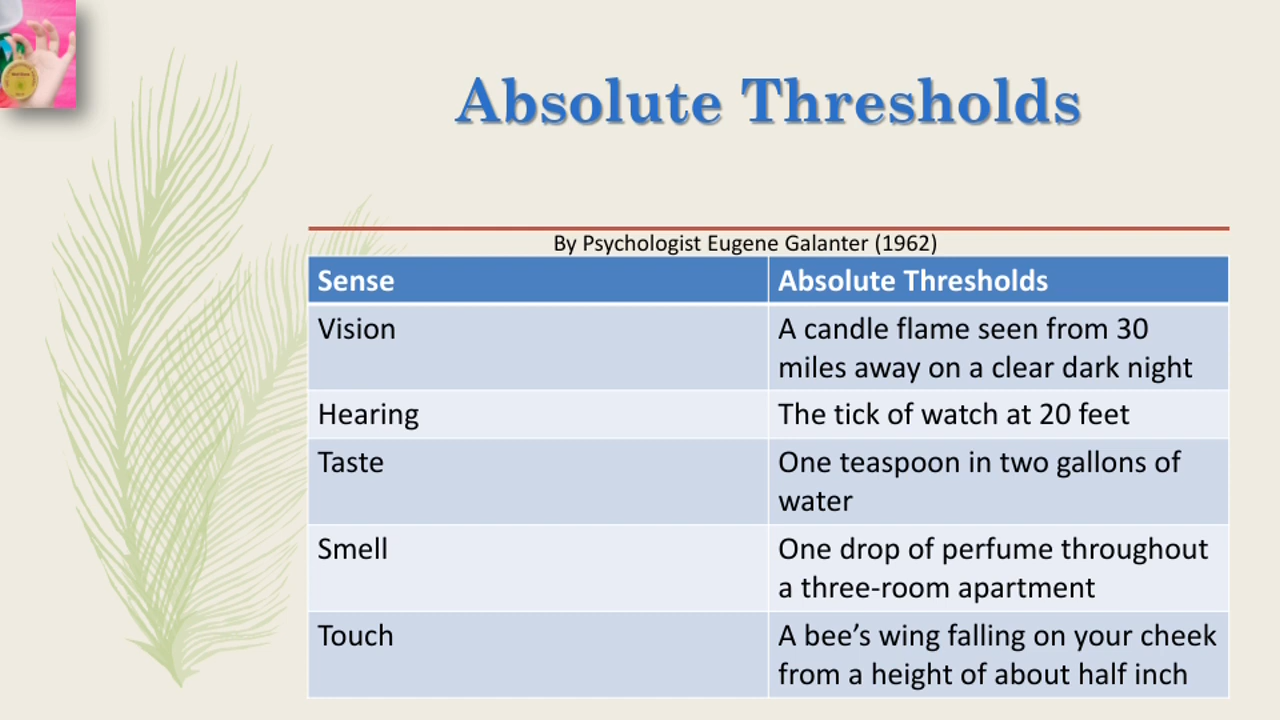 Absolute Thresholds
By Psychologist Eugene Galanter (1962)
Sense
Absolute Thresholds
Vision
A candle flame seen from 30
miles away on a clear dark night
Hearing
The tick of watch at 20 feet
Taste
One teaspoon in two gallons of
water
Smell
One drop of perfume throughout
a three-room apartment
Touch
A bee’s wing falling on your cheek
from a height of about half inch